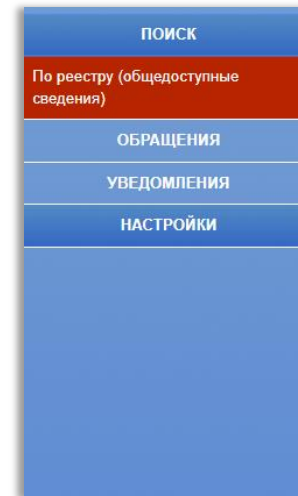 ПОИСК
По реестру (общедоступные
сведения)
ОБРАЩЕНИЯ
УВЕДОМЛЕНИЯ
НАСТРОЙКИ